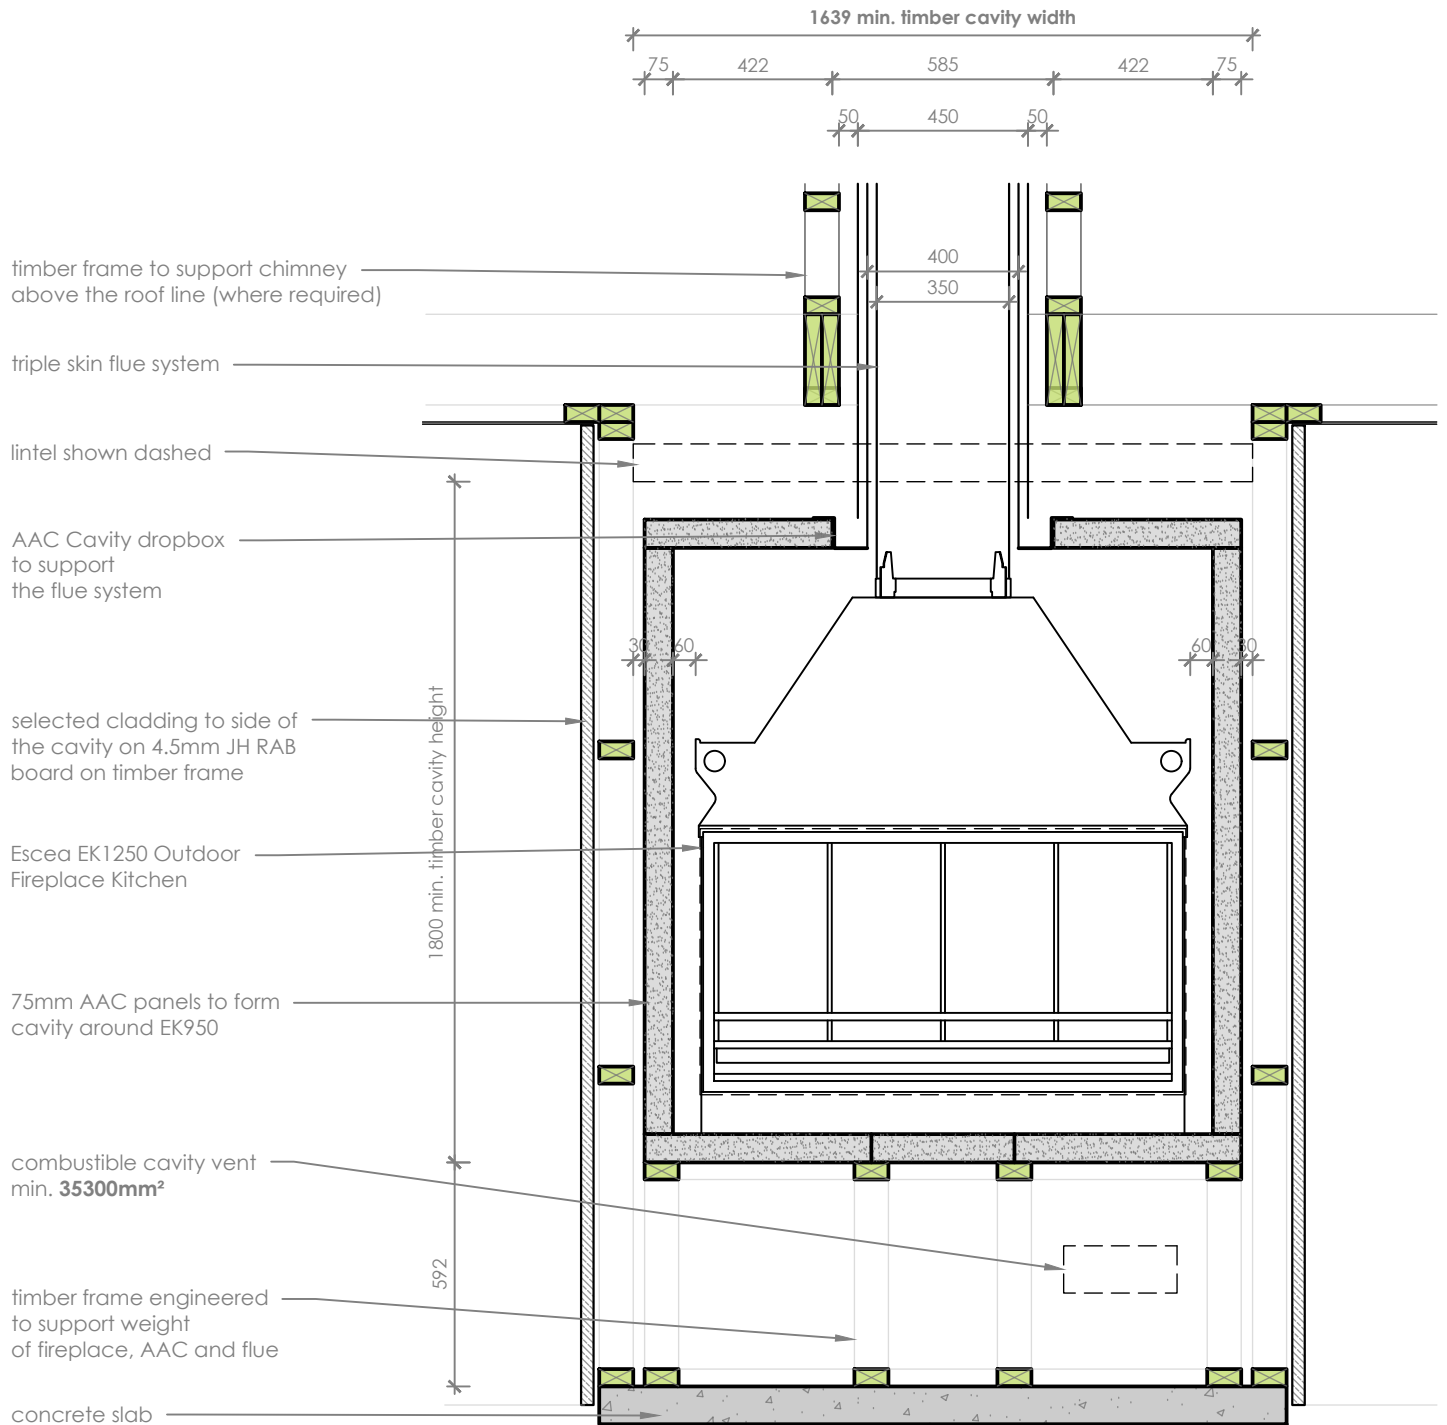 1639 min. timber cavity width
75 422 585 422 75
50 450 50
400
350
timber frame to support chimney
above the roof line (where required)
triple skin flue system
lintel shown dashed
AAC Cavity dropbox
to support
the flue system
30 60 60 30
selected cladding to side of
the cavity on 4.5mm JH RAB
board on timber frame
1800 min. timber cavity height
Escea EK1250 Outdoor
Fireplace Kitchen
75mm AAC panels to form
cavity around EK950
combustible cavity vent
min. 35300mm²
592
timber frame engineered
to support weight
of fireplace, AAC and flue
concrete slab